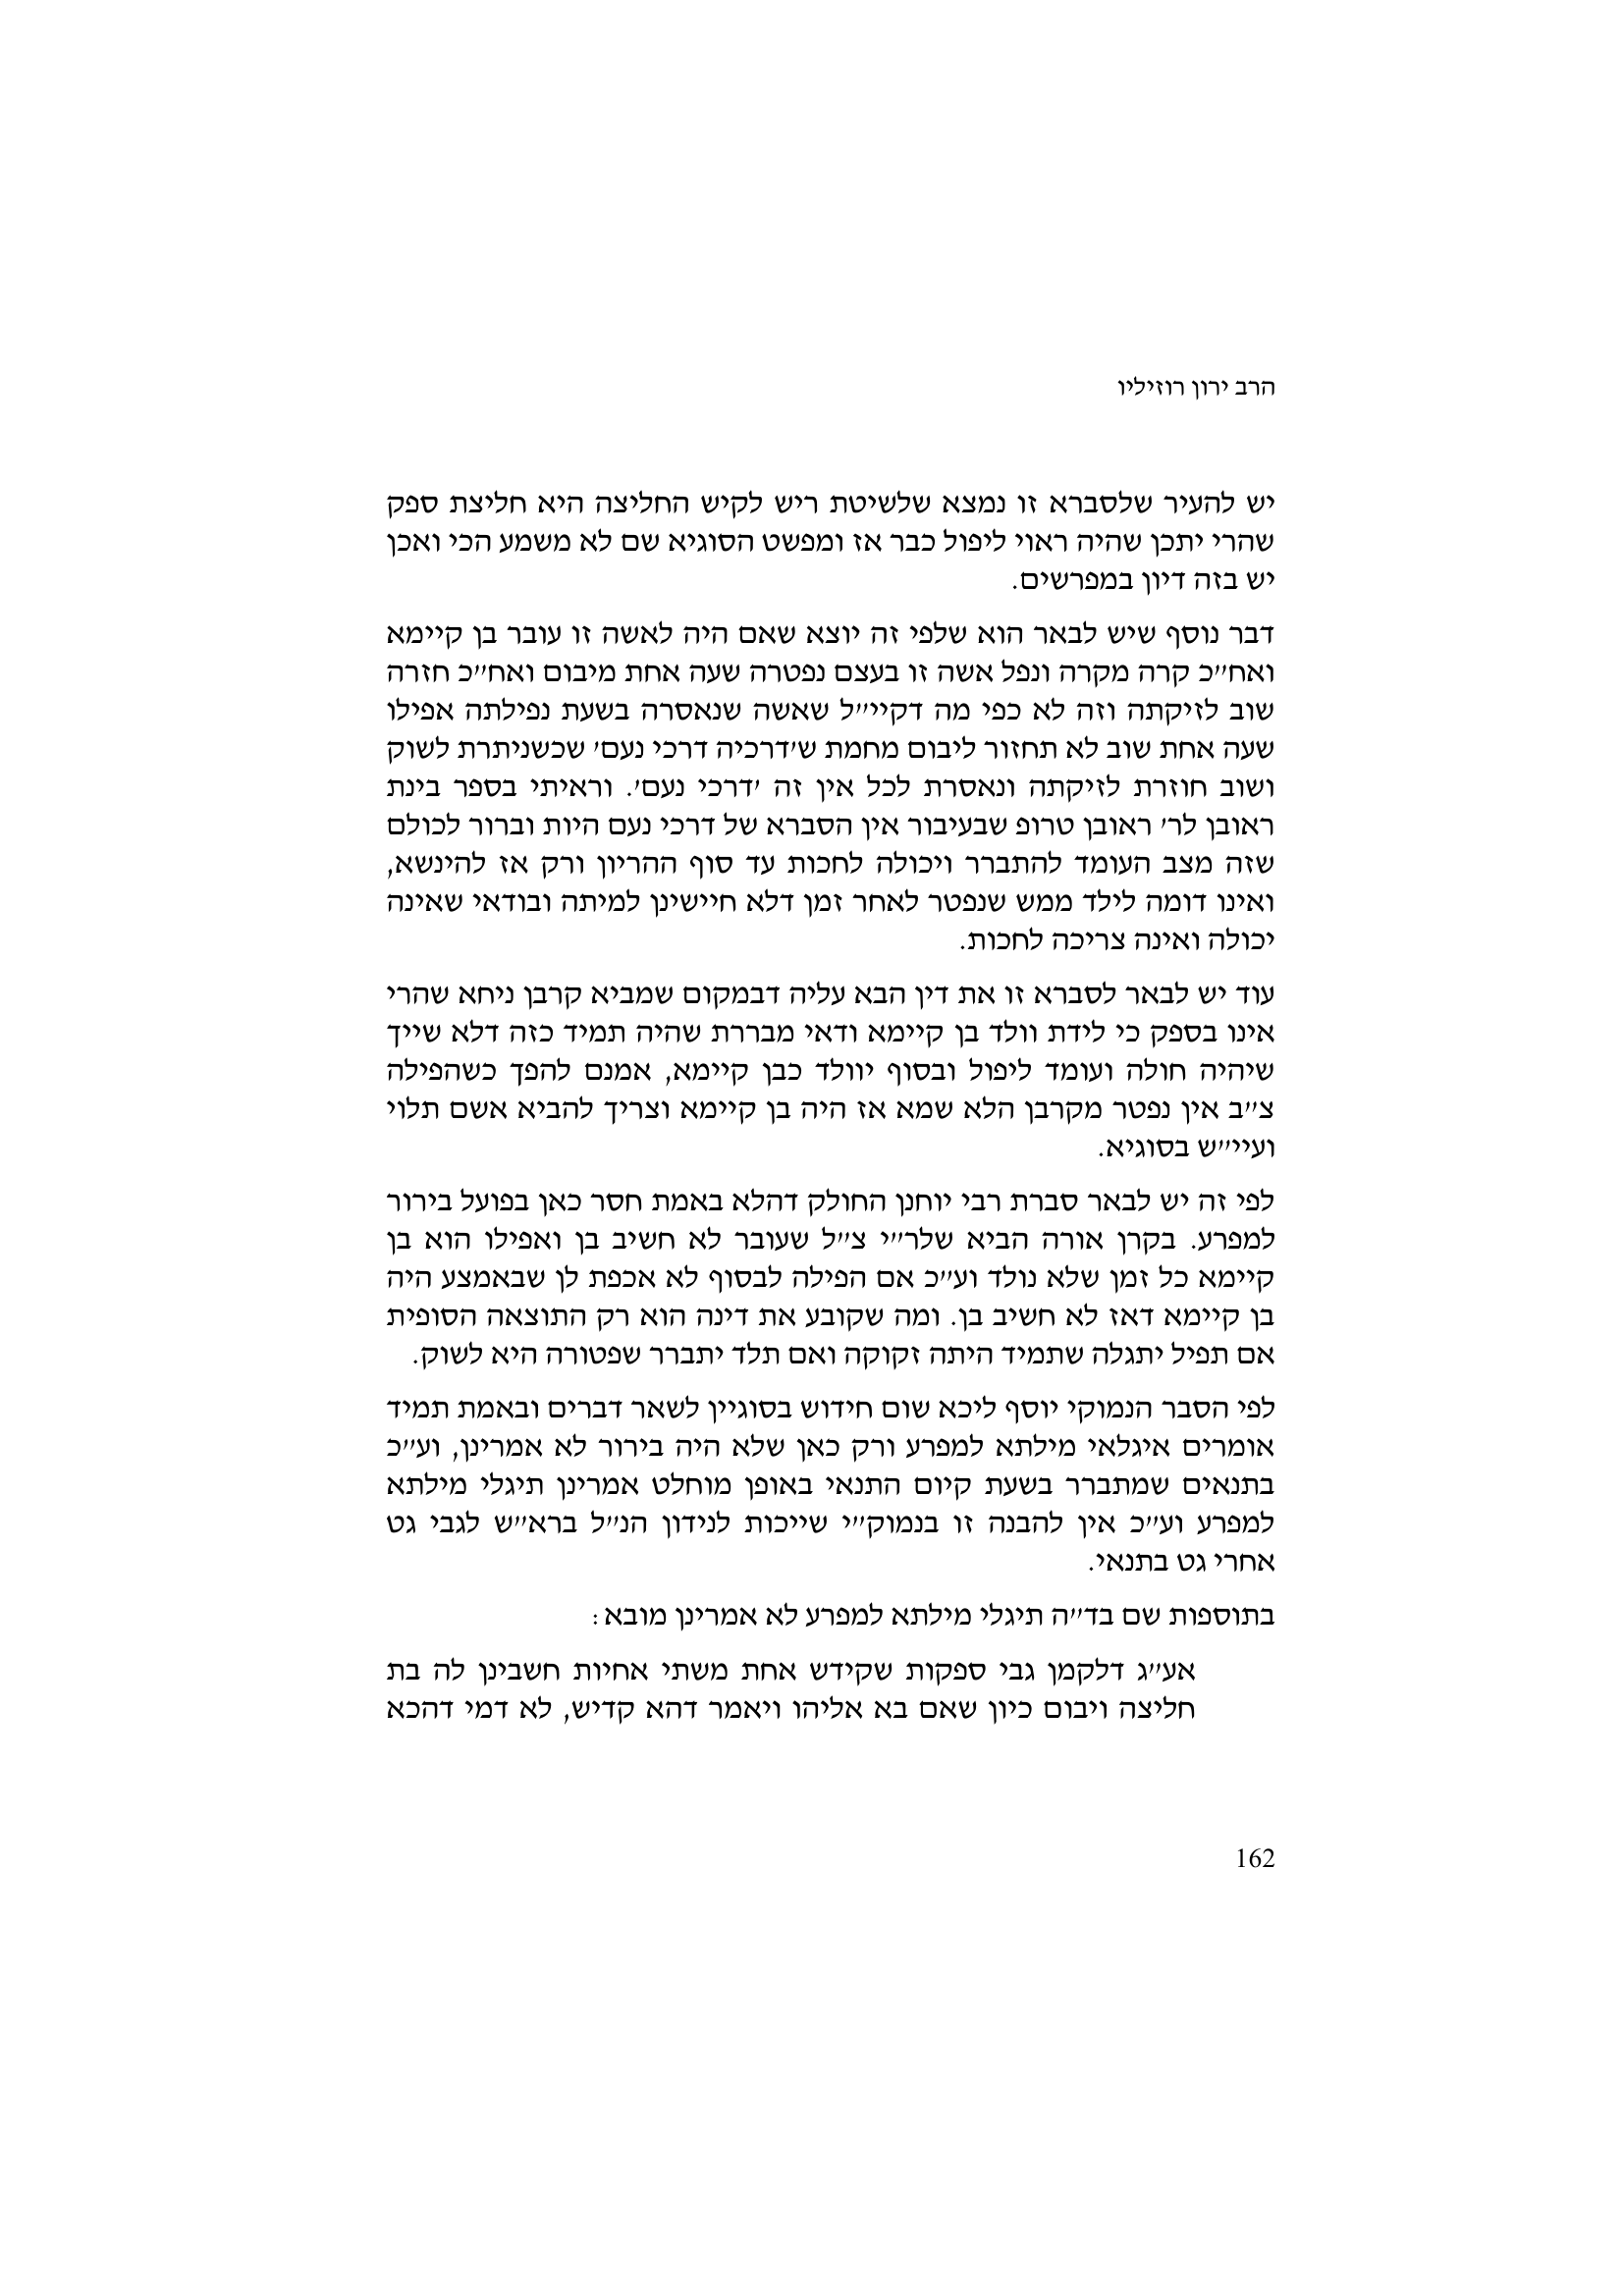 הרב ירון רוזיליו
יש להעיר שלסברא זו נמצא שלשיטת ריש לקיש החליצה היא חליצת ספק
שהרי יתכן שהיה ראוי ליפול כבר אז ומפשט הסוגיא שם לא משמע הכי ואכן
יש בזה דיון במפרשים.
דבר נוסף שיש לבאר הוא שלפי זה יוצא שאם היה לאשה זו עובר בן קיימא
ואח״כ קרה מקרה ונפל אשה זו בעצם נפטרה שעה אחת מיבום ואח״כ חזרה
שוב לזיקתה וזה לא כפי מה דקיי״ל שאשה שנאסרה בשעת נפילתה אפילו
שעה אחת שוב לא תחזור ליבום מחמת ש׳דרכיה דרכי נעם׳ שכשניתרת לשוק
ושוב חוזרת לזיקתה ונאסרת לכל אין זה ׳דרכי נעם׳. וראיתי בספר בינת
ראובן לר׳ ראובן טרופ שבעיבור אין הסברא של דרכי נעם היות וברור לכולם
שזה מצב העומד להתברר ויכולה לחכות עד סוף ההריון ורק אז להינשא,
ואינו דומה לילד ממש שנפטר לאחר זמן דלא חיישינן למיתה ובודאי שאינה
יכולה ואינה צריכה לחכות.
עוד יש לבאר לסברא זו את דין הבא עליה דבמקום שמביא קרבן ניחא שהרי
אינו בספק כי לידת וולד בן קיימא ודאי מבררת שהיה תמיד כזה דלא שייך
שיהיה חולה ועומד ליפול ובסוף יוולד כבן קיימא, אמנם להפך כשהפילה
צ״ב אין נפטר מקרבן הלא שמא אז היה בן קיימא וצריך להביא אשם תלוי
ועיי״ש בסוגיא.
לפי זה יש לבאר סברת רבי יוחנן החולק דהלא באמת חסר כאן בפועל בירור
למפרע. בקרן אורה הביא שלר״י צ״ל שעובר לא חשיב בן ואפילו הוא בן
קיימא כל זמן שלא נולד וע״כ אם הפילה לבסוף לא אכפת לן שבאמצע היה
בן קיימא דאז לא חשיב בן. ומה שקובע את דינה הוא רק התוצאה הסופית
אם תפיל יתגלה שתמיד היתה זקוקה ואם תלד יתברר שפטורה היא לשוק.
לפי הסבר הנמוקי יוסף ליכא שום חידוש בסוגיין לשאר דברים ובאמת תמיד
אומרים איגלאי מילתא למפרע ורק כאן שלא היה בירור לא אמרינן, וע״כ
בתנאים שמתברר בשעת קיום התנאי באופן מוחלט אמרינן תיגלי מילתא
למפרע וע״כ אין להבנה זו בנמוק״י שייכות לנידון הנ״ל ברא״ש לגבי גט
אחרי גט בתנאי.
בתוספות שם בד״ה תיגלי מילתא למפרע לא אמרינן מובא:
אע״ג דלקמן גבי ספקות שקידש אחת משתי אחיות חשבינן לה בת
חליצה ויבום כיון שאם בא אליהו ויאמר דהא קדיש, לא דמי דהכא
162